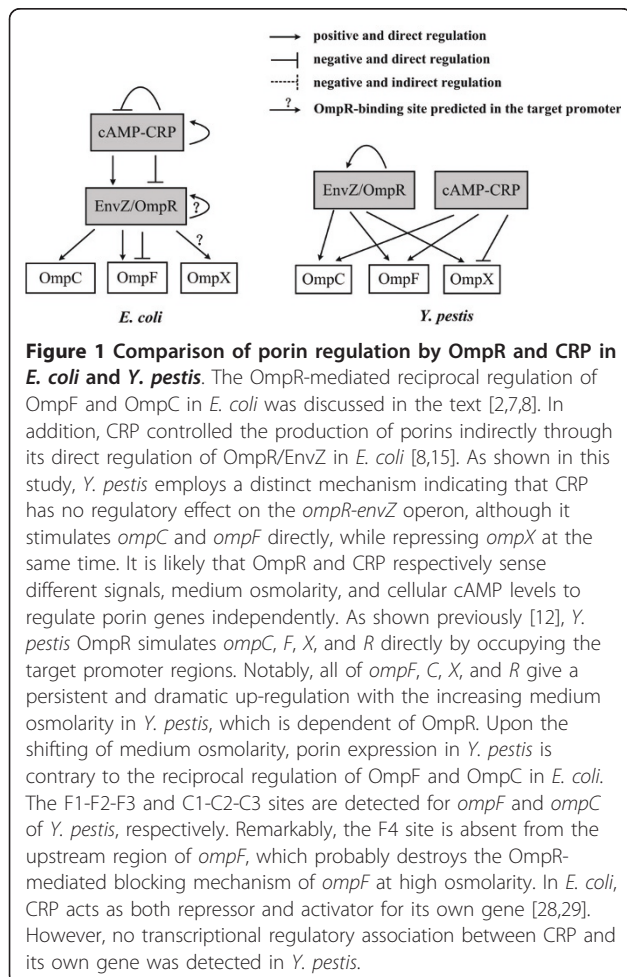 positive and direct regulation
negative and direct regulation
negative and indirect regulation
? OmpR-binding site predicted in the target promoter
cAMP-CRP
EnvZ/OmpR
?
?
OmpC
OmpF
OmpX
E. coli
EnvZ/OmpR
cAMP-CRP
OmpC
OmpF
OmpX
Y. pestis
Figure 1 Comparison of porin regulation by OmpR and CRP in
E. coli and Y. pestis. The OmpR-mediated reciprocal regulation of
OmpF and OmpC in E. coli was discussed in the text [2,7,8]. In
addition, CRP controlled the production of porins indirectly through
its direct regulation of OmpR/EnvZ in E. coli [8,15]. As shown in this
study, Y. pestis employs a distinct mechanism indicating that CRP
has no regulatory effect on the ompR-envZ operon, although it
stimulates ompC and ompF directly, while repressing ompX at the
same time. It is likely that OmpR and CRP respectively sense
different signals, medium osmolarity, and cellular cAMP levels to
regulate porin genes independently. As shown previously [12], Y.
pestis OmpR simulates ompC, F, X, and R directly by occupying the
target promoter regions. Notably, all of ompF, C, X, and R give a
persistent and dramatic up-regulation with the increasing medium
osmolarity in Y. pestis, which is dependent of OmpR. Upon the
shifting of medium osmolarity, porin expression in Y. pestis is
contrary to the reciprocal regulation of OmpF and OmpC in E. coli.
The F1-F2-F3 and C1-C2-C3 sites are detected for ompF and ompC
of Y. pestis, respectively. Remarkably, the F4 site is absent from the
upstream region of ompF, which probably destroys the OmpR-
mediated blocking mechanism of ompF at high osmolarity. In E. coli,
CRP acts as both repressor and activator for its own gene [28,29].
However, no transcriptional regulatory association between CRP and
its own gene was detected in Y. pestis.